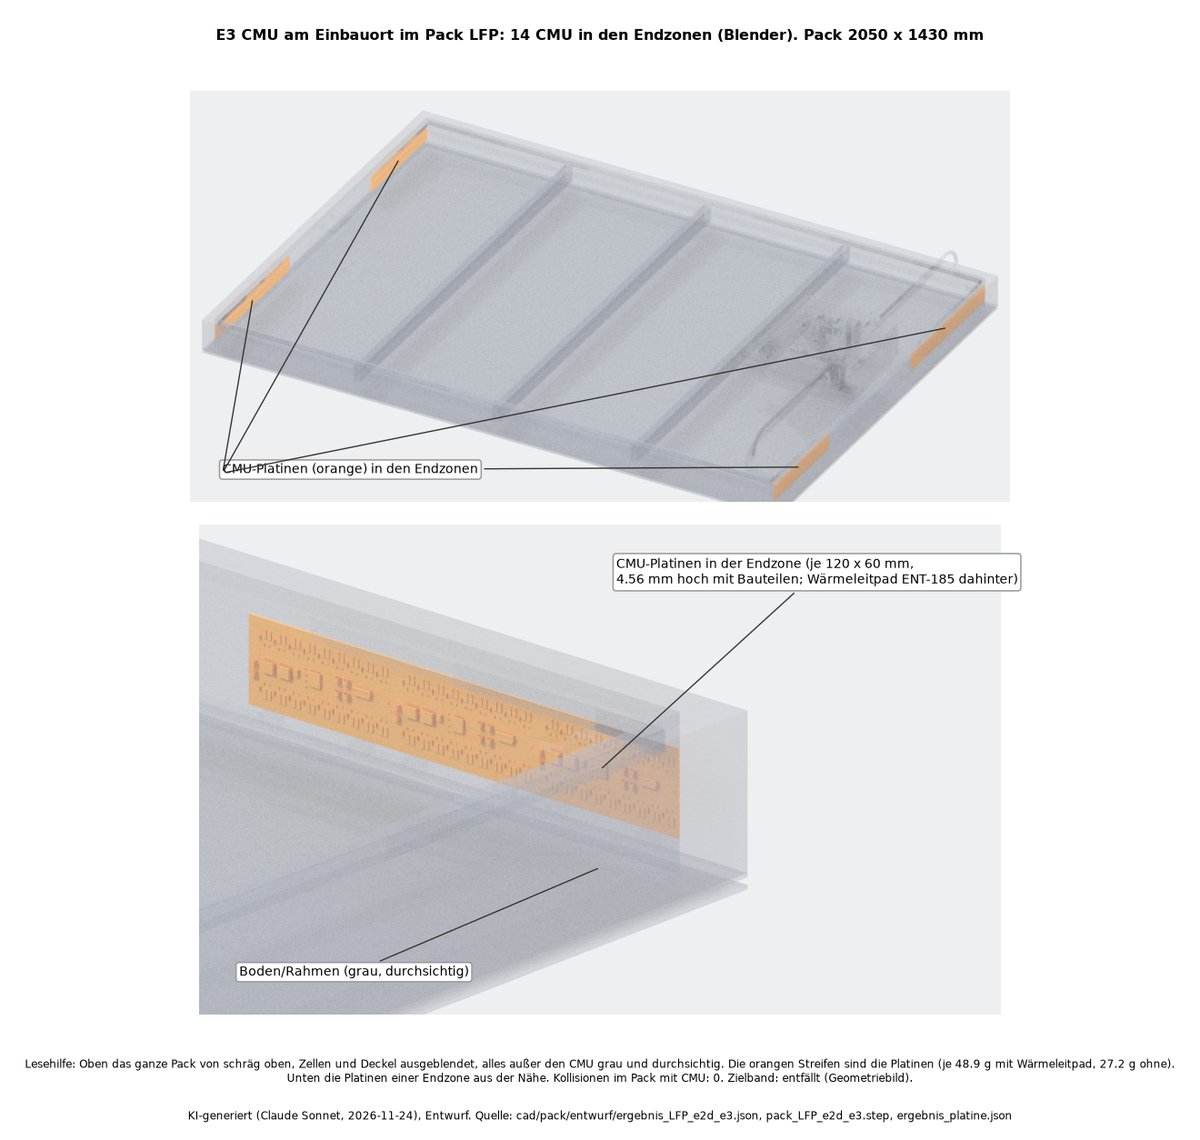 E3 CMU am Einbauort im Pack LFP: 14 CMU in den Endzonen (Blender). Pack 2050 x 1430 mm
CMU-Platinen (orange) in den Endzonen
CMU-Platinen in der Endzone (je 120 x 60 mm,
4.56 mm hoch mit Bauteilen; Wärmeleitpad ENT-185 dahinter)
Boden/Rahmen (grau, durchsichtig)
Lesehilfe: Oben das ganze Pack von schräg oben, Zellen und Deckel ausgeblendet, alles außer den CMU grau und durchsichtig. Die orangen Streifen sind die Platinen (je 48.9 g mit Wärmeleitpad, 27.2 g ohne).
Unten die Platinen einer Endzone aus der Nähe. Kollisionen im Pack mit CMU: 0. Zielband: entfällt (Geometriebild).
KI-generiert (Claude Sonnet, 2026-11-24), Entwurf. Quelle: cad/pack/entwurf/ergebnis_LFP_e2d_e3.json, pack_LFP_e2d_e3.step, ergebnis_platine.json